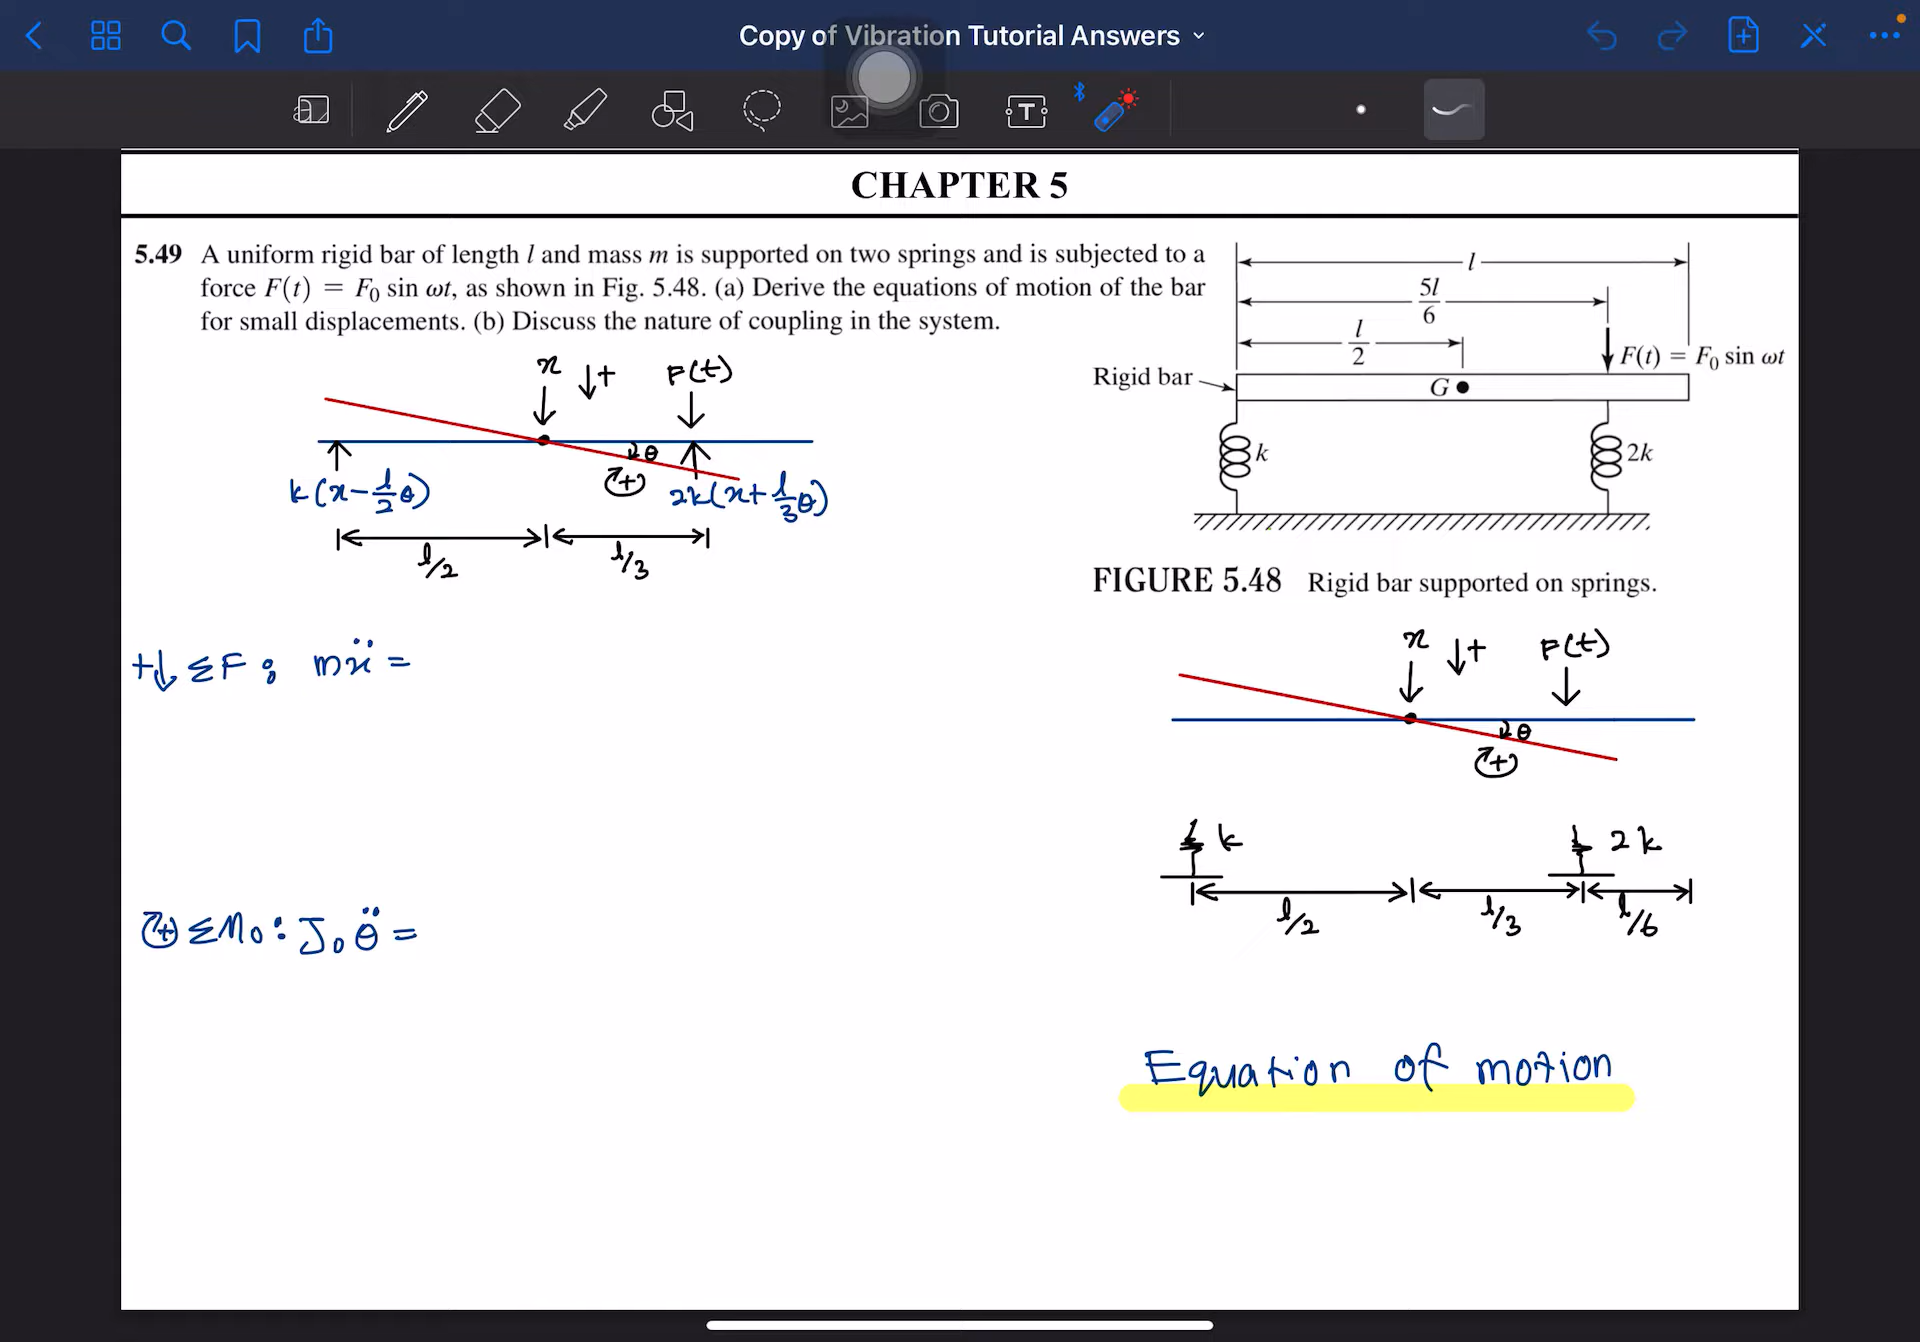 Copy of Vibration Tutorial Answers
CHAPTER 5
5.49 A uniform rigid bar of length l and mass m is supported on two springs and is subjected to a
force F(t) = F₀ sin ωt, as shown in Fig. 5.48. (a) Derive the equations of motion of the bar
for small displacements. (b) Discuss the nature of coupling in the system.
l
5l/6
l/2
F(t) = F₀ sin ωt
Rigid bar
G
k
2k
FIGURE 5.48 Rigid bar supported on springs.
x ↓+ F(t)
θ
+
k(x-l/2 θ)
2k(x+l/3 θ)
l/2
l/3
+↓ ΣF ; mẍ =
x ↓+ F(t)
θ
+
k
2k
l/2
l/3
l/6
+ ΣM₀: J₀θ̈ =
Equation of motion